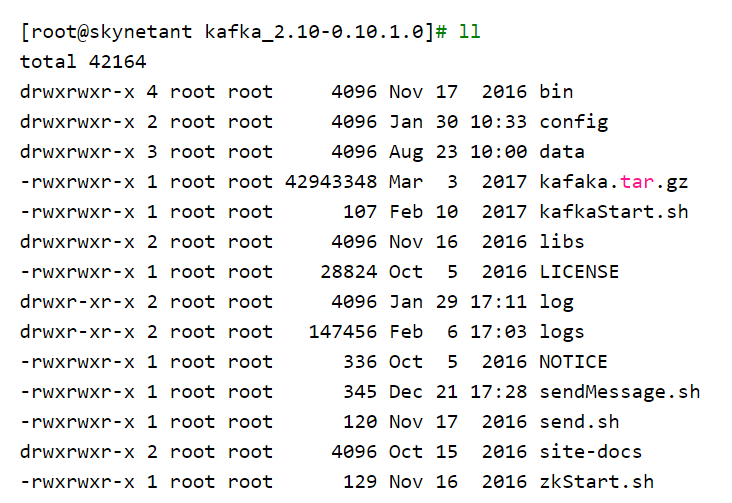 [root@skynetant kafka_2.10-0.10.1.0]# ll
total 42164
drwxrwxr-x 4 root root     4096 Nov 17  2016 bin
drwxrwxr-x 2 root root     4096 Jan 30 10:33 config
drwxrwxr-x 3 root root     4096 Aug 23 10:00 data
-rwxrwxr-x 1 root root 42943348 Mar  3  2017 kafaka.tar.gz
-rwxrwxr-x 1 root root      107 Feb 10  2017 kafkaStart.sh
drwxrwxr-x 2 root root     4096 Nov 16  2016 libs
-rwxrwxr-x 1 root root    28824 Oct  5  2016 LICENSE
drwxr-xr-x 2 root root     4096 Jan 29 17:11 log
drwxr-xr-x 2 root root   147456 Feb  6 17:03 logs
-rwxrwxr-x 1 root root      336 Oct  5  2016 NOTICE
-rwxrwxr-x 1 root root      345 Dec 21 17:28 sendMessage.sh
-rwxrwxr-x 1 root root      120 Nov 17  2016 send.sh
drwxrwxr-x 2 root root     4096 Oct 15  2016 site-docs
-rwxrwxr-x 1 root root      129 Nov 16  2016 zkStart.sh